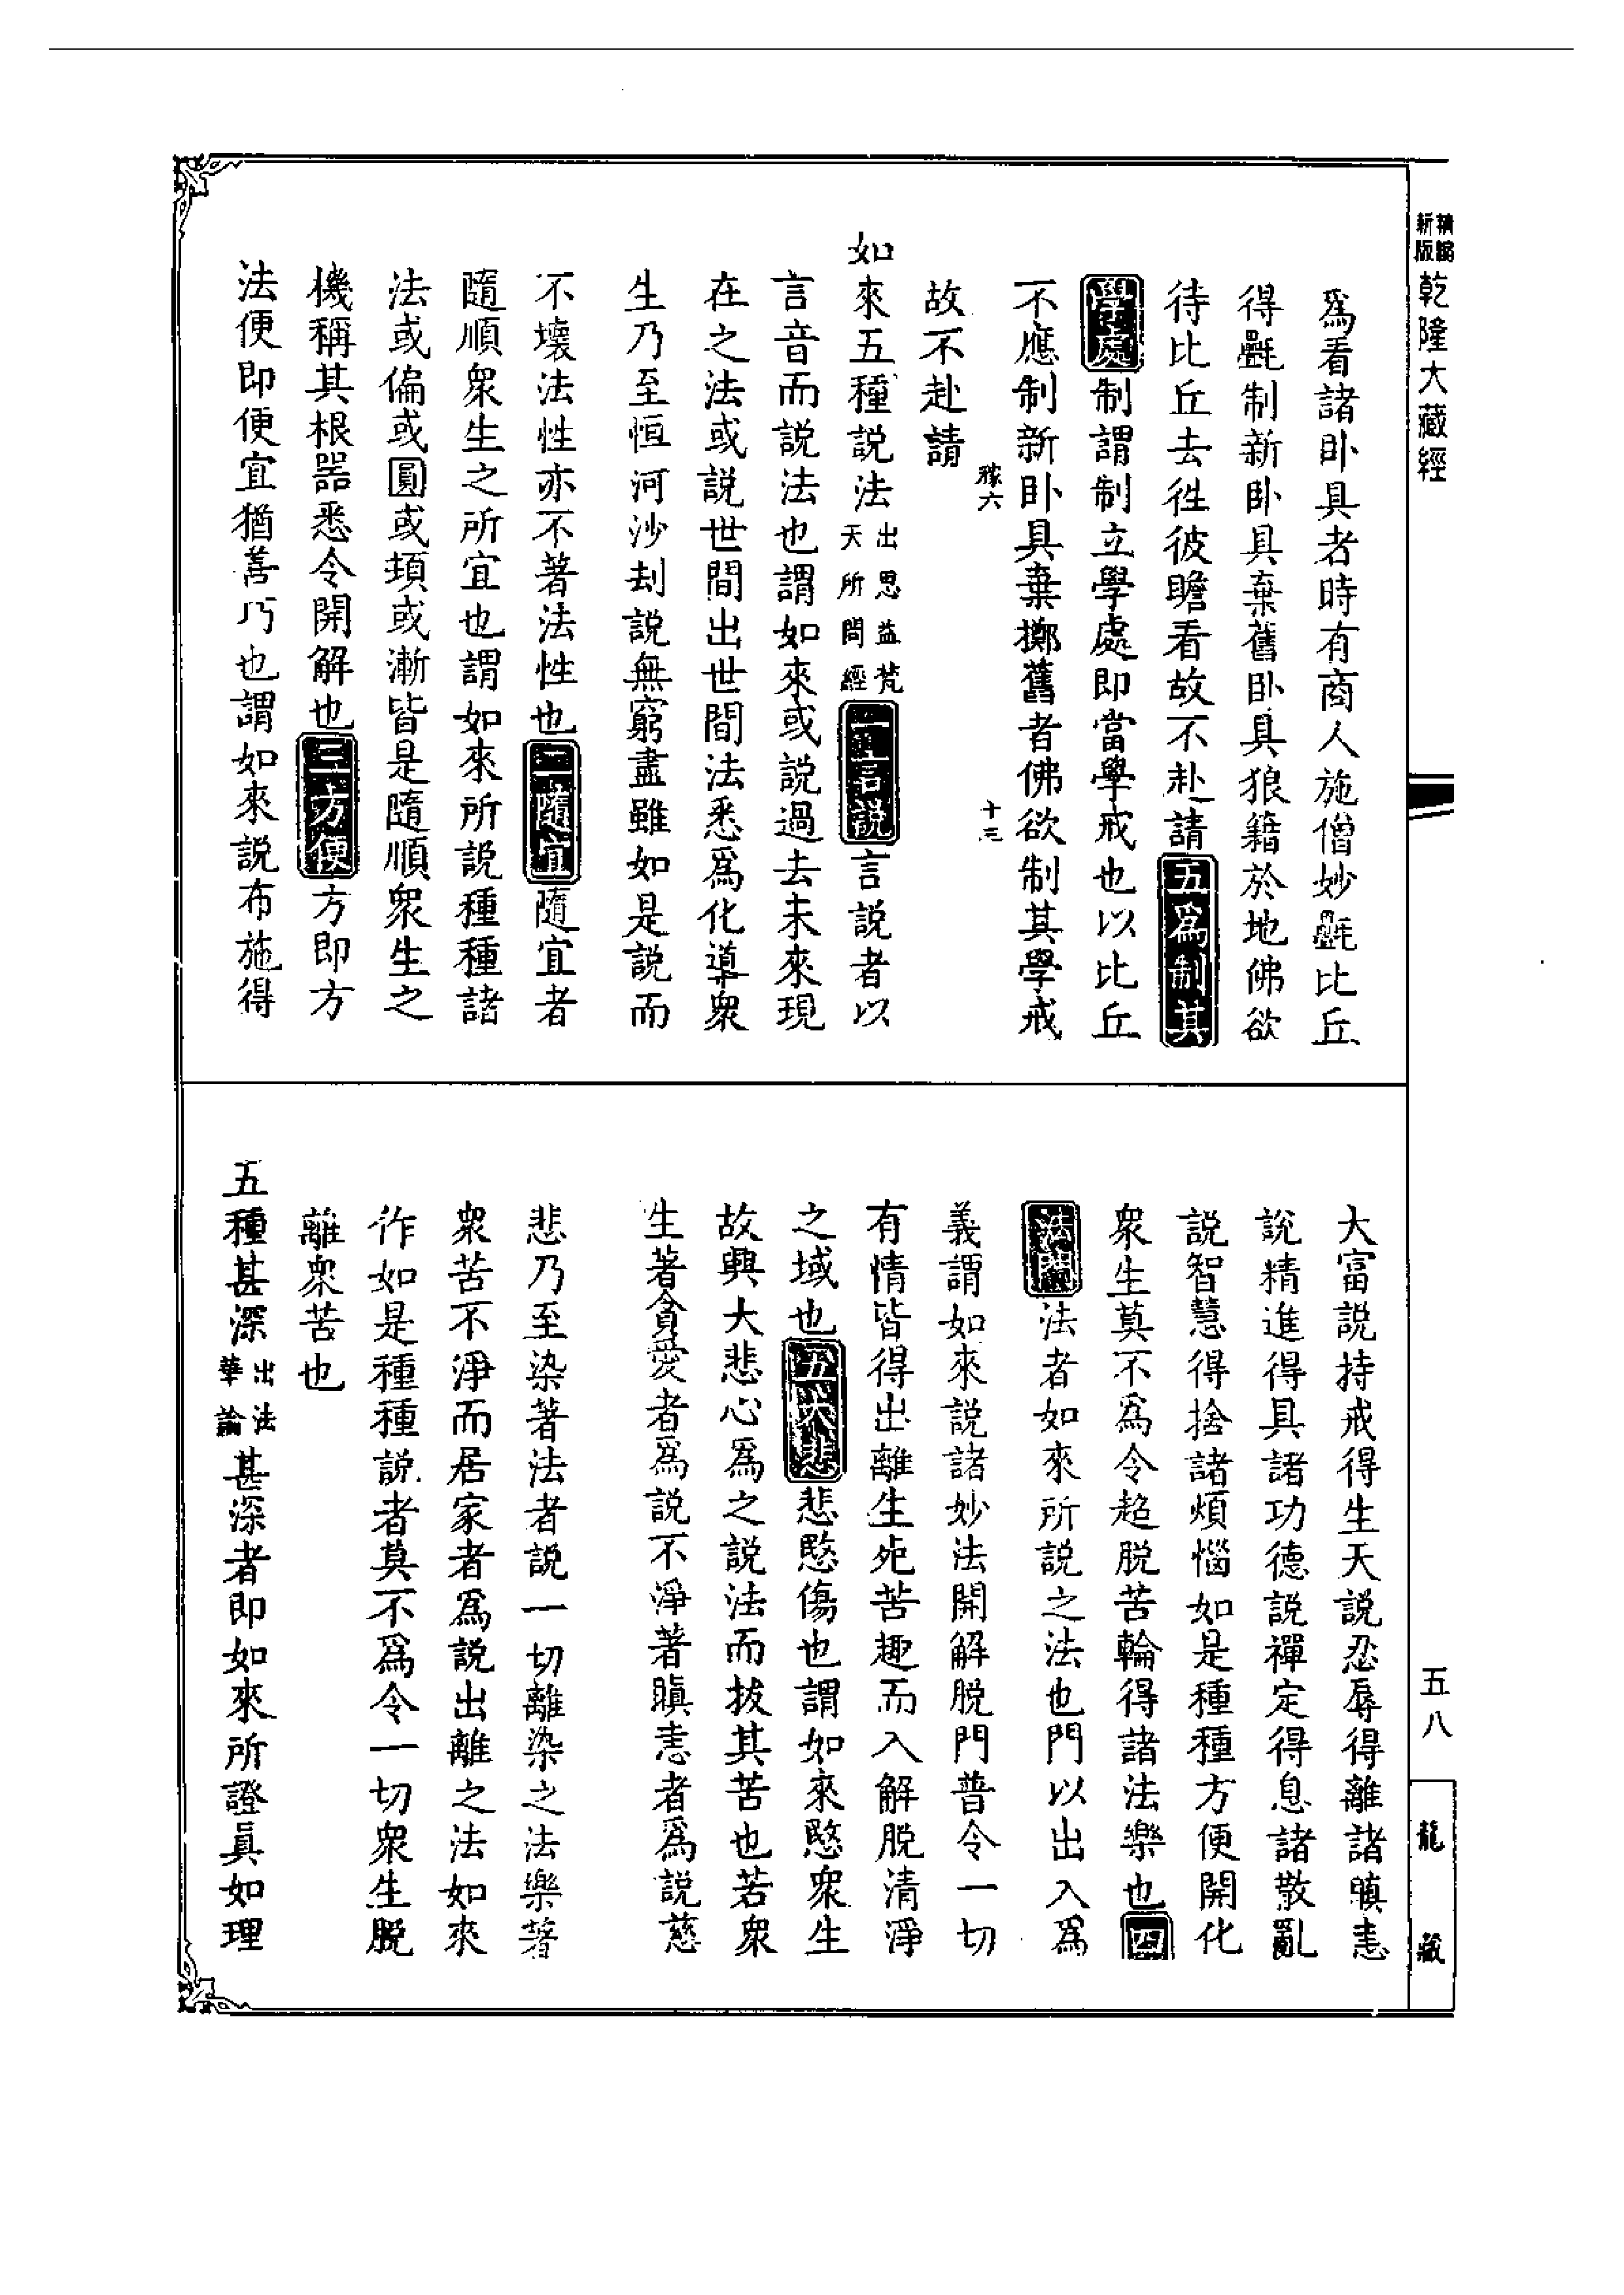 新版精縮乾隆大藏經
爲看諸卧具者時有商人施僧妙㲲比丘
得㲲制新卧具棄舊卧具狼籍於地佛欲
待比丘去徃彼瞻看故不赴請五爲制其
學處制謂制立學處即當學戒也以比丘
不應制新卧具棄擲舊者佛欲制其學戒
稼六 十三
故不赴請
如來五種說法出思益梵天所問經一言說言說者以
言音而說法也謂如來或說過去未來現
在之法或說世間出世間法悉爲化導衆
生乃至恒河沙刦說無窮盡雖如是說而
不壞法性亦不著法性也二隨宜隨宜者
隨順衆生之所宜也謂如來所說種種諸
法或偏或圓或頓或漸皆是隨順衆生之
機稱其根器悉令開解也三方便方即方
法便即便宜猶善巧也謂如來說布施得
大富說持戒得生天說忍辱得離諸瞋恚
說精進得具諸功德說禪定得息諸散亂
說智慧得捨諸煩惱如是種種方便開化
衆生莫不爲令超脫苦輪得諸法樂也四
法門法者如來所說之法也門以出入爲
義謂如來說諸妙法開解脫門普令一切
有情皆得出離生死苦趣而入解脫清淨
之域也五大悲悲愍傷也謂如來愍衆生
故興大悲心爲之說法而拔其苦也若衆
生著貪愛者爲說不淨著瞋恚者爲說慈
悲乃至染著法者說一切離染之法樂著
衆苦不淨而居家者爲說出離之法如來
作如是種種說者莫不爲令一切衆生脫
離衆苦也
五種甚深出法華論甚深者即如來所證眞如理
五八
龍藏